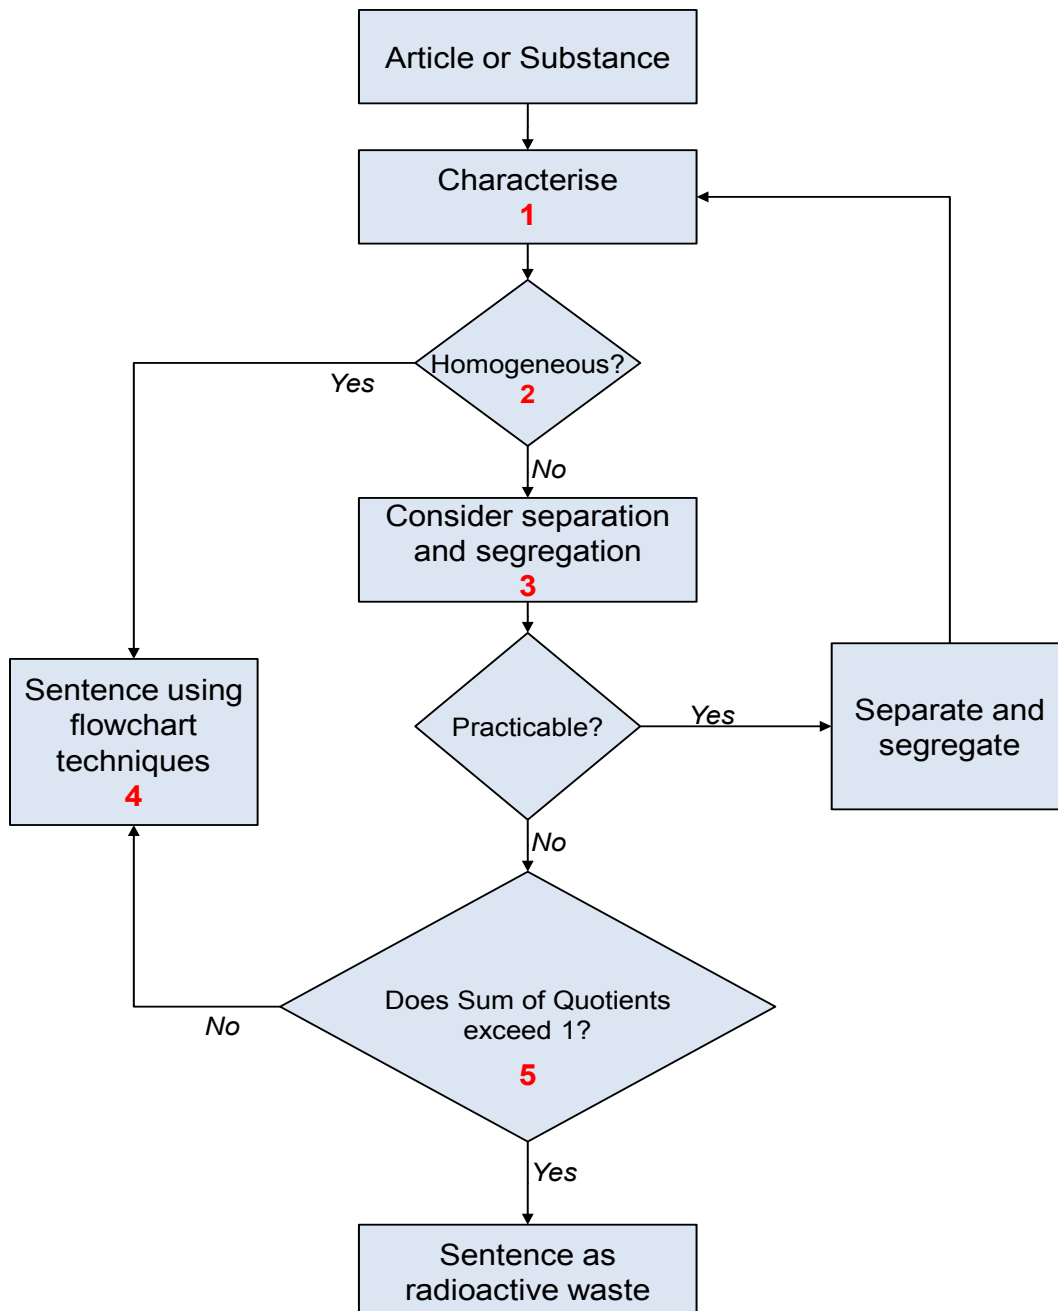 Article or Substance
Characterise
1
Homogeneous?
2
Yes
No
Consider separation
and segregation
3
Sentence using
flowchart
techniques
4
Practicable?
Yes
Separate and
segregate
No
Does Sum of Quotients
exceed 1?
5
No
Yes
Sentence as
radioactive waste